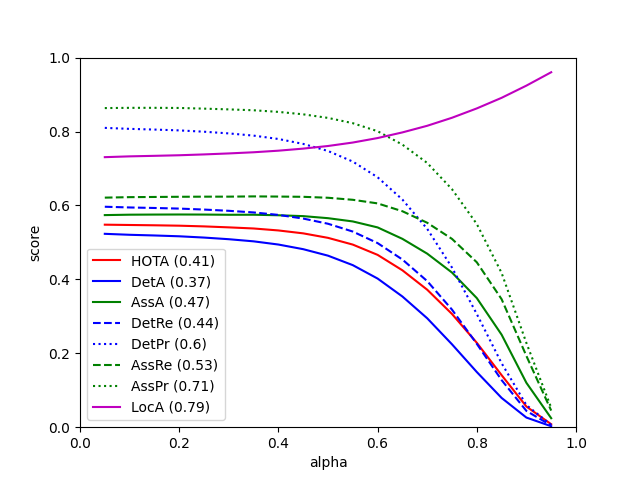 1.0
0.8
0.6
0.4
0.2
0.0
score
HOTA (0.41)
DetA (0.37)
AssA (0.47)
DetRe (0.44)
DetPr (0.6)
AssRe (0.53)
AssPr (0.71)
LocA (0.79)
0.0 0.2 0.4 0.6 0.8 1.0
alpha